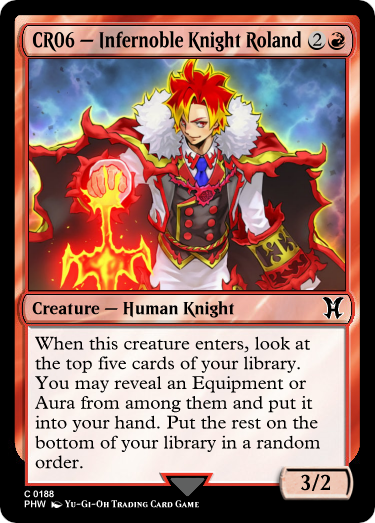 CR06 — Infernoble Knight Roland 2
Creature — Human Knight
When this creature enters, look at
the top five cards of your library.
You may reveal an Equipment or
Aura from among them and put it
into your hand. Put the rest on the
bottom of your library in a random
order.
3/2
C 0188
PHW Yu-Gi-Oh Trading Card Game